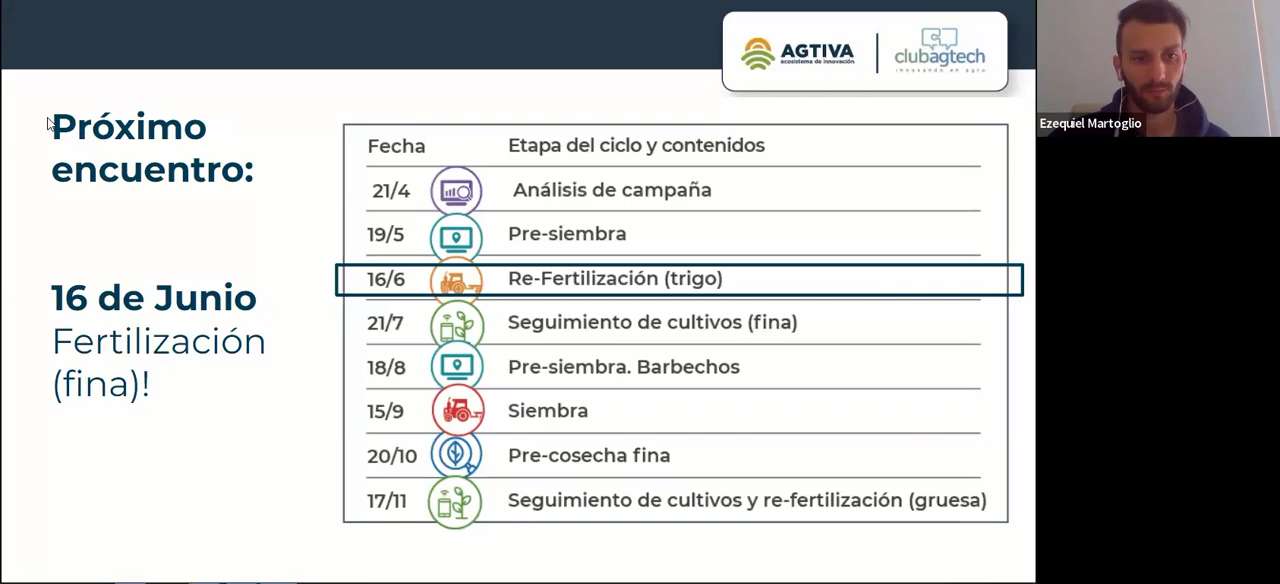 AGTIVA
ecosistema de innovación
clubagtech
innovando en agro
Ezequiel Martoglio
Próximo
encuentro:
16 de Junio
Fertilización
(fina)!
Fecha Etapa del ciclo y contenidos
21/4 Análisis de campaña
19/5 Pre-siembra
16/6 Re-Fertilización (trigo)
21/7 Seguimiento de cultivos (fina)
18/8 Pre-siembra. Barbechos
15/9 Siembra
20/10 Pre-cosecha fina
17/11 Seguimiento de cultivos y re-fertilización (gruesa)